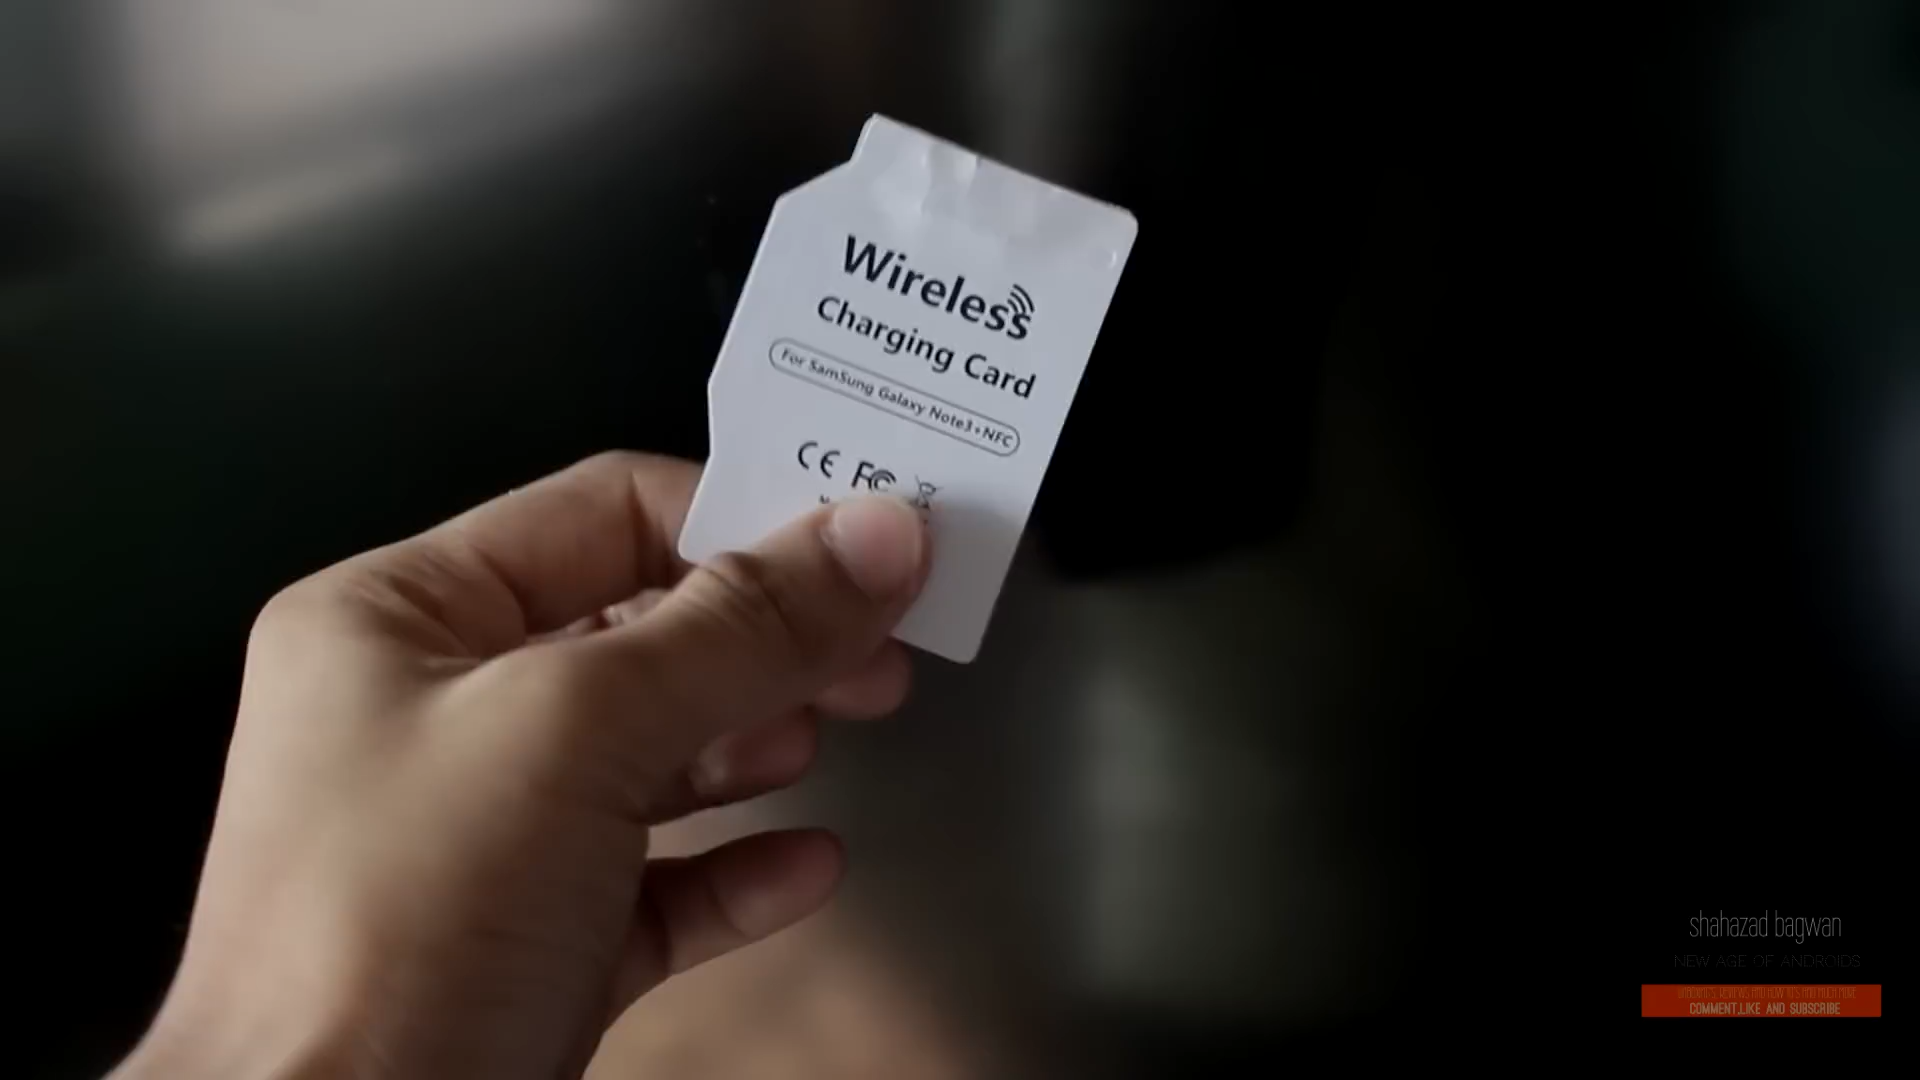 Wireless
Charging Card
For SamSung Galaxy Note3+NFC
CE FC
shahazad bagwan
NEW AGE OF ANDROIDS
COMMENT,LIKE AND SUBSCRIBE